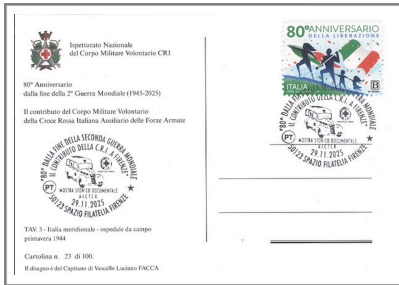 Ispettorato Nazionale
del Corpo Militare Volontario CRI
80° Anniversario
dalla fine della 2ª Guerra Mondiale (1945-2025)
Il contributo del Corpo Militare Volontario
della Croce Rossa Italiana Ausiliario delle Forze Armate
"80° DALLA FINE DELLA SECONDA GUERRA MONDIALE
IL CONTRIBUTO DELLA C.R.I. A FIRENZE"
PT
MOSTRA STORICO DOCUMENTALE
AICTCR
29.11.2025
50123 SPAZIO FILATELIA FIRENZE
TAV. 3 - Italia meridionale - ospedale da campo
primavera 1944
Cartolina n. 23 di 100.
Il disegno è del Capitano di Vascello Luciano FACCA
80° ANNIVERSARIO
DELLA LIBERAZIONE
ITALIA
B
"80° DALLA FINE DELLA SECONDA GUERRA MONDIALE
IL CONTRIBUTO DELLA C.R.I. A FIRENZE"
PT
MOSTRA STORICO DOCUMENTALE
AICTCR
29.11.2025
50123 SPAZIO FILATELIA FIRENZE